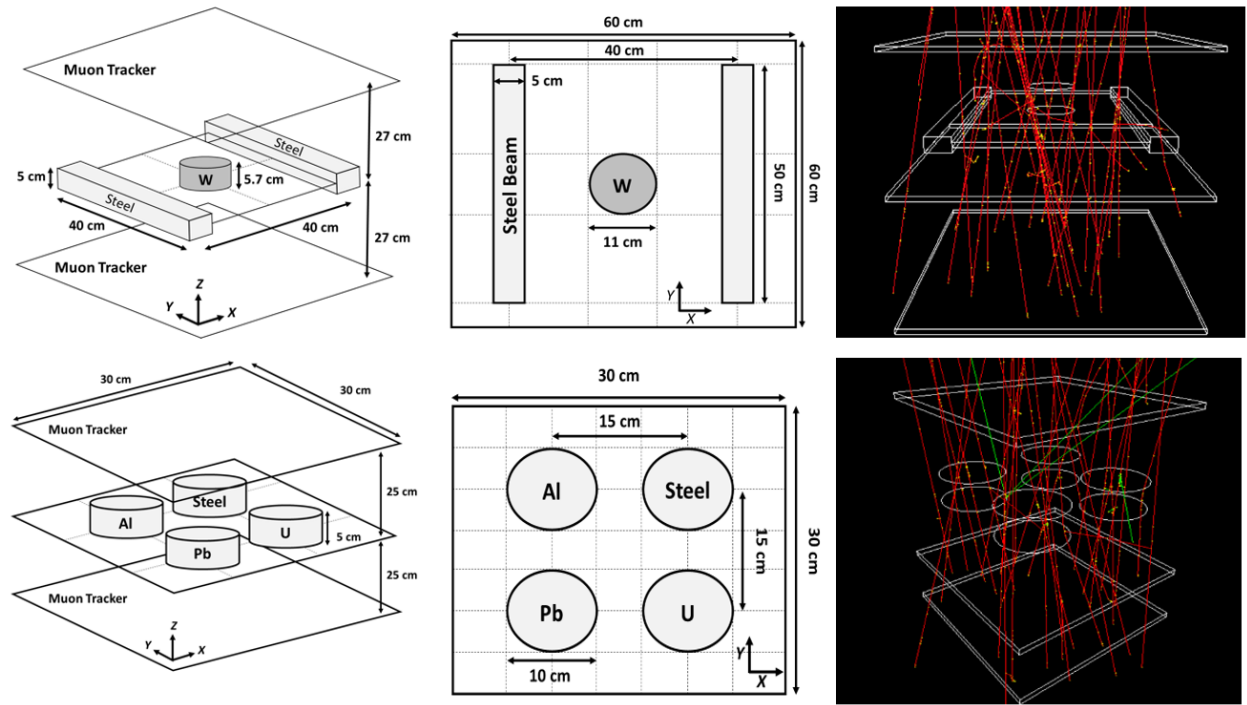 Muon Tracker
Steel
27 cm
5 cm
W
5.7 cm
Steel
40 cm
40 cm
27 cm
Muon Tracker
Z
Y
X
60 cm
40 cm
5 cm
Steel Beam
W
50 cm
60 cm
11 cm
Y
X
30 cm
30 cm
Muon Tracker
Steel
25 cm
Al
U
5 cm
Pb
25 cm
Muon Tracker
Z
Y
X
30 cm
15 cm
Al
Steel
15 cm
30 cm
Pb
U
10 cm
Y
X